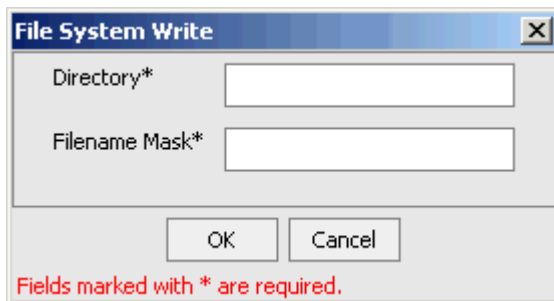 File System Write
Directory*
Filename Mask*
OK Cancel
Fields marked with * are required.